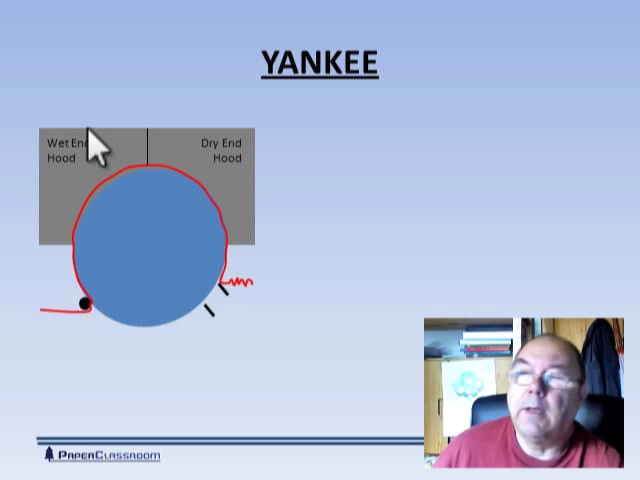 YANKEE
Wet End
Hood
Dry End
Hood
PAPERCLASSROOM